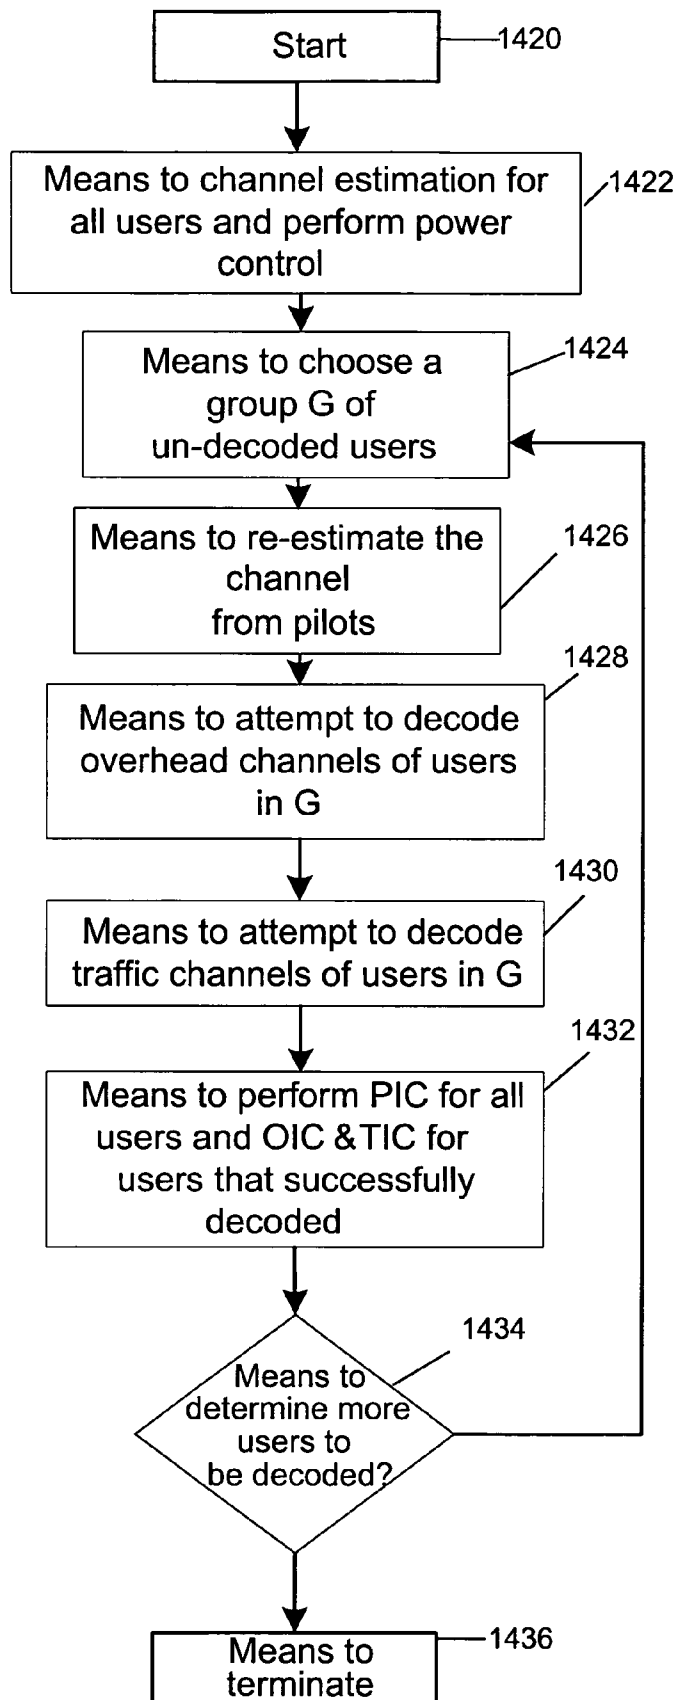 Start
1420
Means to channel estimation for
all users and perform power
control
1422
Means to choose a
group G of
un-decoded users
1424
Means to re-estimate the
channel
from pilots
1426
Means to attempt to decode
overhead channels of users
in G
1428
Means to attempt to decode
traffic channels of users in G
1430
Means to perform PIC for all
users and OIC &TIC for
users that successfully
decoded
1432
Means to
determine more
users to
be decoded?
1434
Means to
terminate
1436